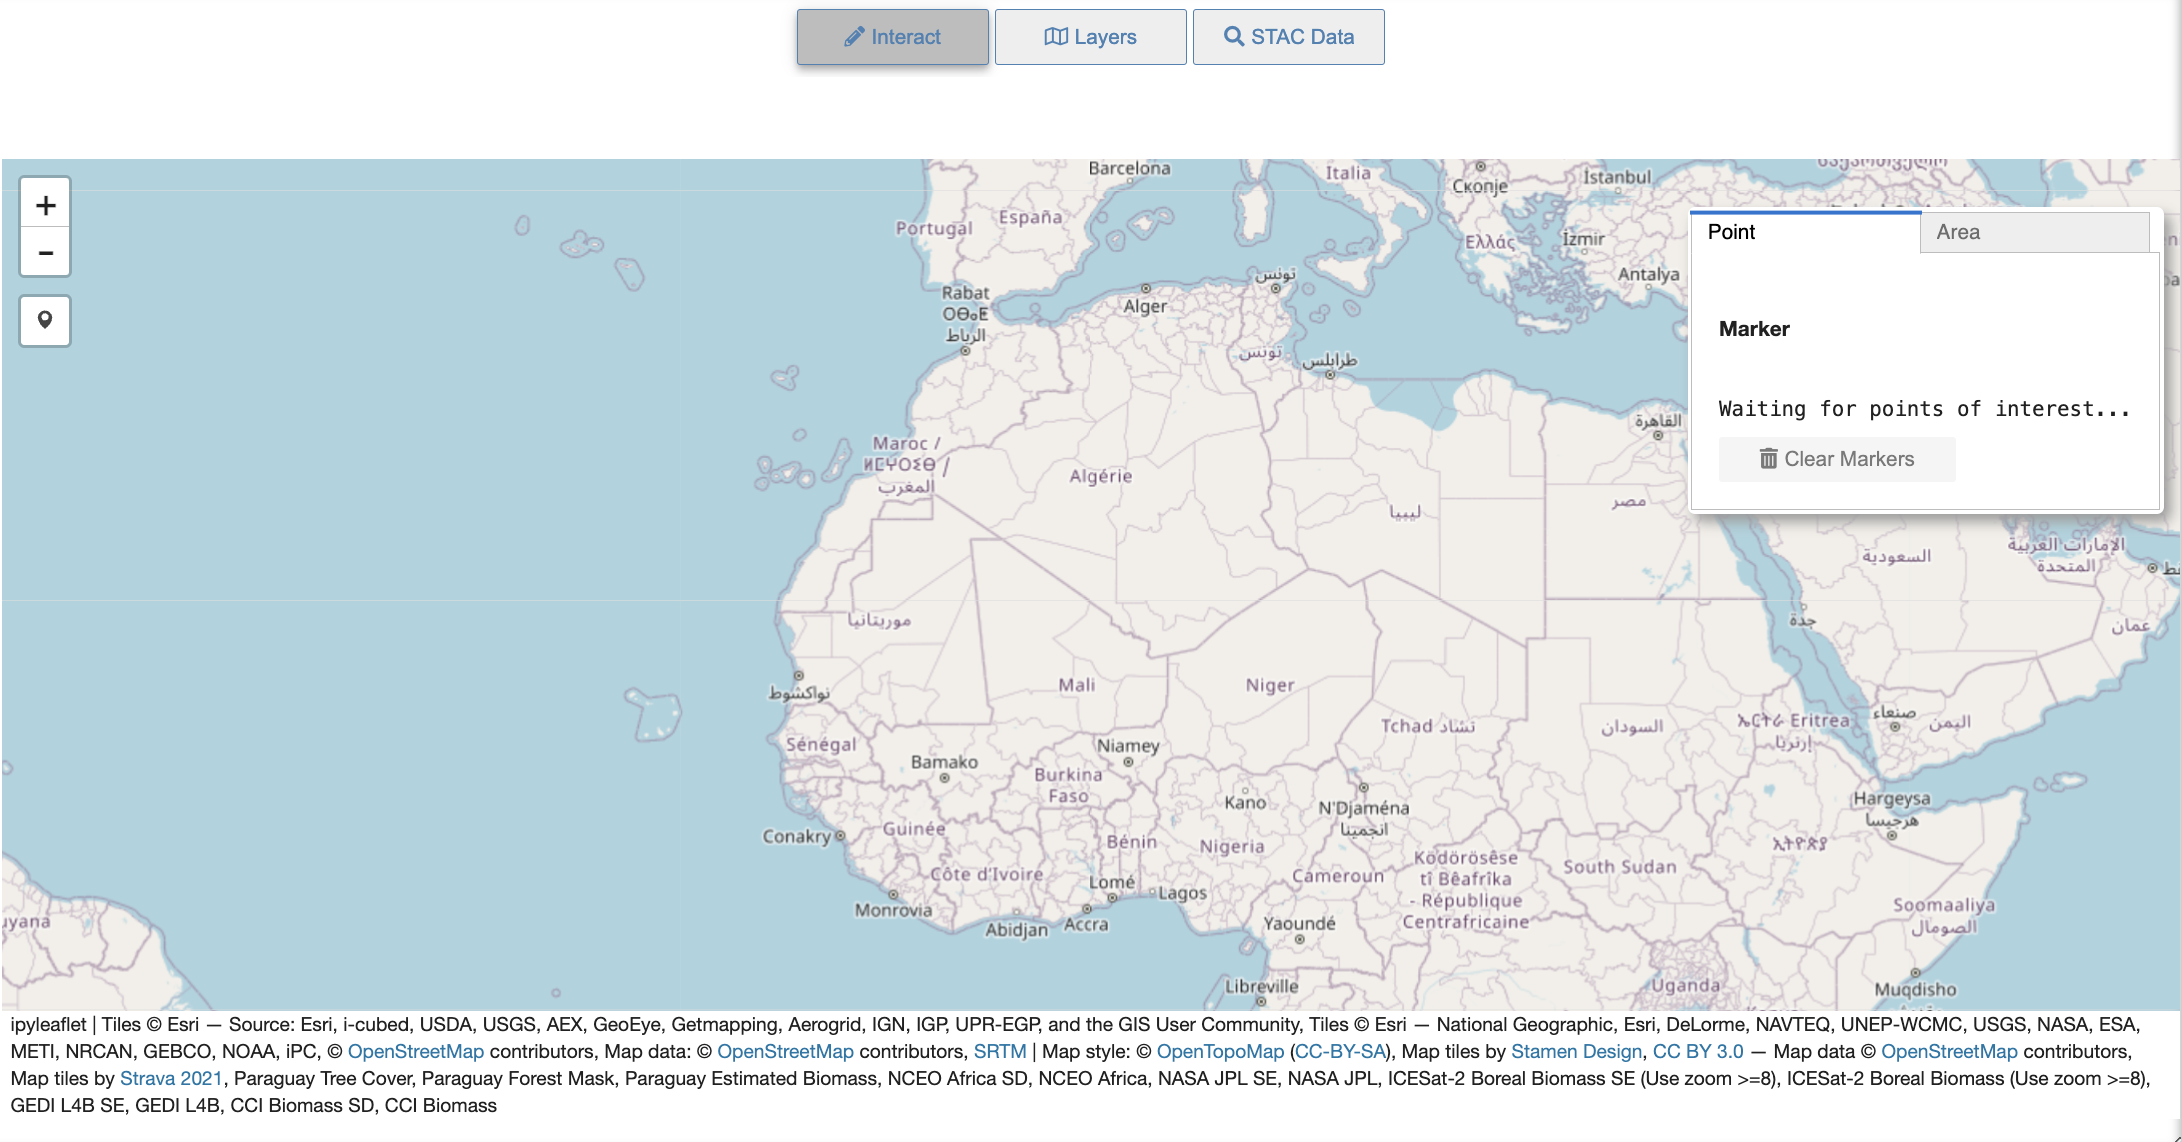 Interact
Layers
STAC Data
+
−
Barcelona
Italia
Скопје
İstanbul
España
Portugal
Ελλάς
İzmir
Antalya
تونس
Alger
Rabat
ⵔⴱⴰⵟ
الرباط
تونس
طرابلس
القاهرة
Maroc /
ⵍⵎⵖⵔⵉⴱ /
المغرب
Algérie
ليبيا
مصر
السعودية
الإمارات العربية
المتحدة
عمان
جدة
موريتانيا
نواكشوط
Mali
Niger
Tchad تشاد
السودان
ኤርትራ Eritrea
إرتريا
صنعاء
اليمن
Sénégal
Bamako
Niamey
Burkina
Faso
Kano
N'Djaména
انجمينا
Hargeysa
هرجيسا
Conakry
Guinée
Bénin
Nigeria
ኢትዮጵያ
Côte d'Ivoire
Cameroun
Ködörösêse
tî Bêafrîka
- République
Centrafricaine
South Sudan
Lomé
Lagos
Monrovia
Abidjan
Accra
Yaoundé
Soomaaliya
الصومال
uyana
Libreville
Uganda
Muqdisho
Point
Area
Marker
Waiting for points of interest...
Clear Markers
ipyleaflet | Tiles © Esri — Source: Esri, i-cubed, USDA, USGS, AEX, GeoEye, Getmapping, Aerogrid, IGN, IGP, UPR-EGP, and the GIS User Community, Tiles © Esri — National Geographic, Esri, DeLorme, NAVTEQ, UNEP-WCMC, USGS, NASA, ESA,
METI, NRCAN, GEBCO, NOAA, iPC, © OpenStreetMap contributors, Map data: © OpenStreetMap contributors, SRTM | Map style: © OpenTopoMap (CC-BY-SA), Map tiles by Stamen Design, CC BY 3.0 — Map data © OpenStreetMap contributors,
Map tiles by Strava 2021, Paraguay Tree Cover, Paraguay Forest Mask, Paraguay Estimated Biomass, NCEO Africa SD, NCEO Africa, NASA JPL SE, NASA JPL, ICESat-2 Boreal Biomass SE (Use zoom >=8), ICESat-2 Boreal Biomass (Use zoom >=8),
GEDI L4B SE, GEDI L4B, CCI Biomass SD, CCI Biomass